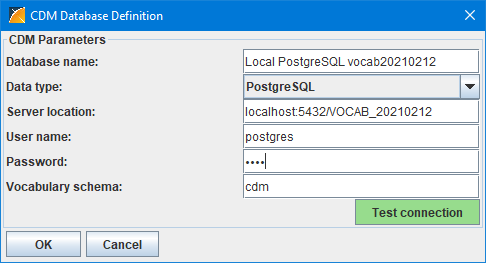 CDM Database Definition
CDM Parameters
Database name: Local PostgreSQL vocab20210212
Data type: PostgreSQL
Server location: localhost:5432/VOCAB_20210212
User name: postgres
Password: ••••
Vocabulary schema: cdm
Test connection
OK Cancel